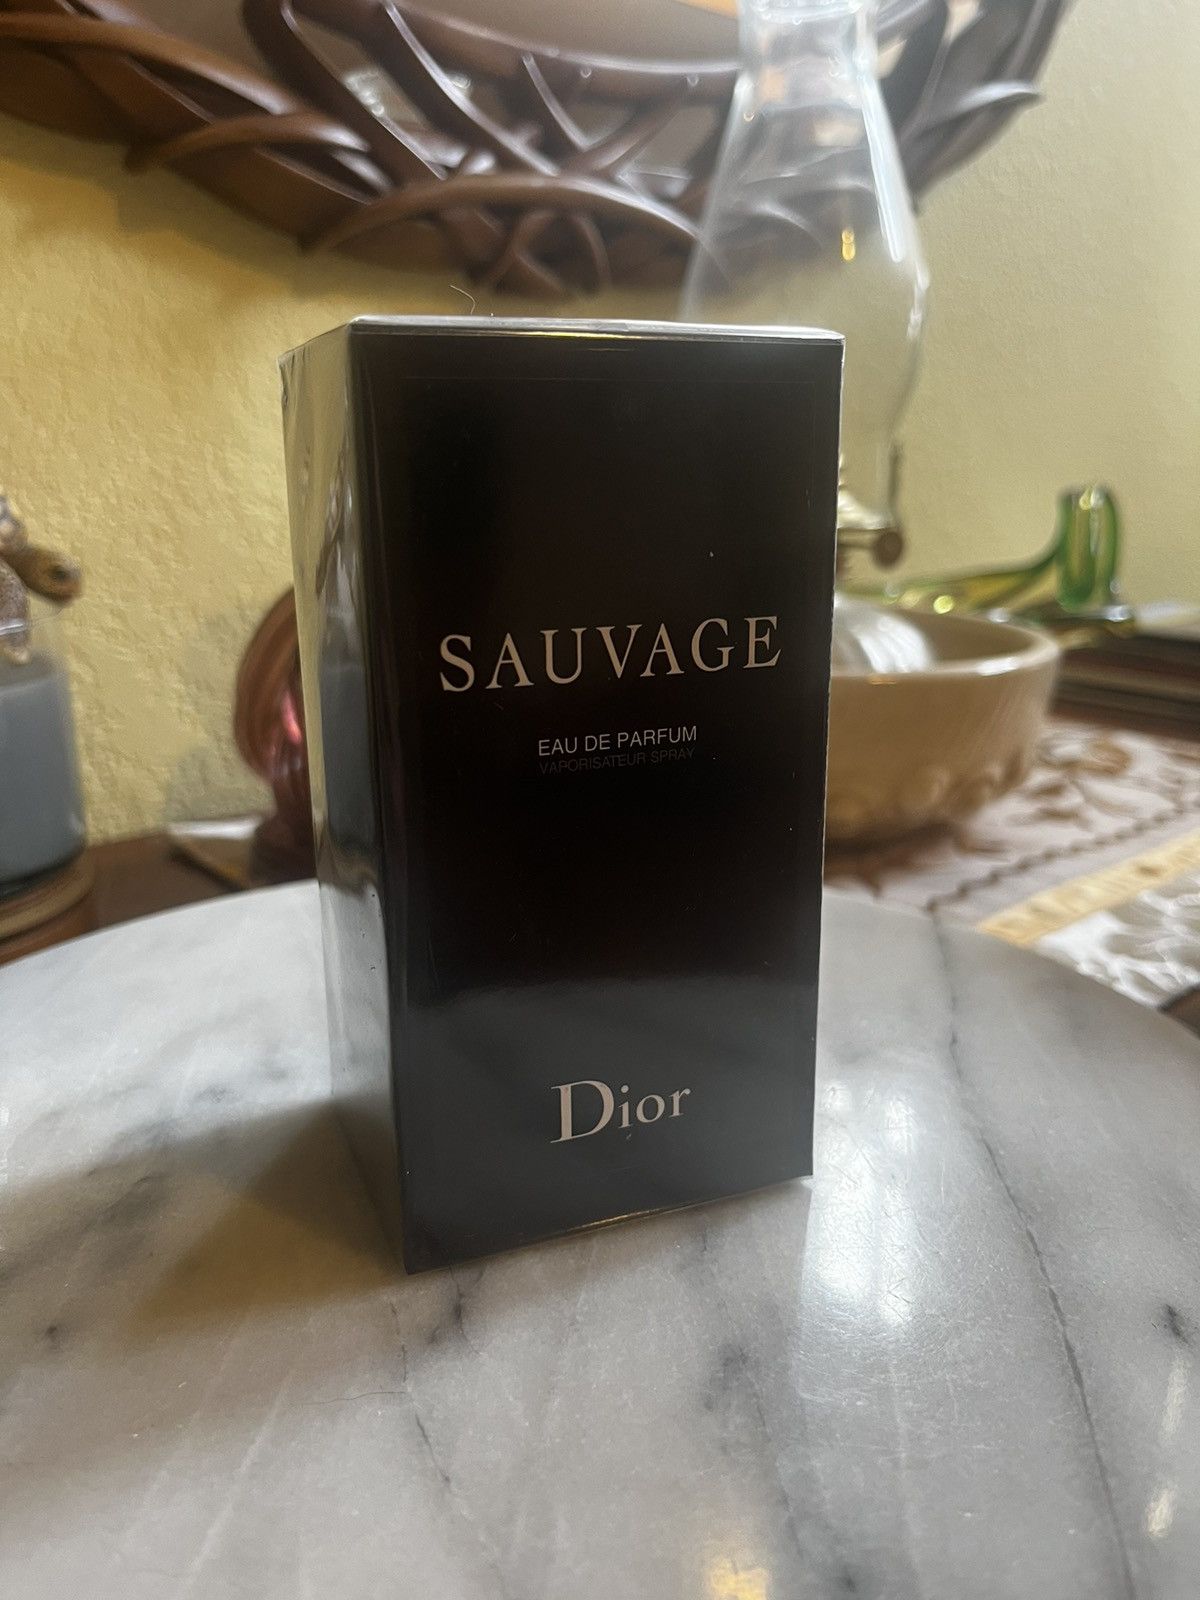 SAUVAGE
EAU DE PARFUM
VAPORISATEUR SPRAY
Dior